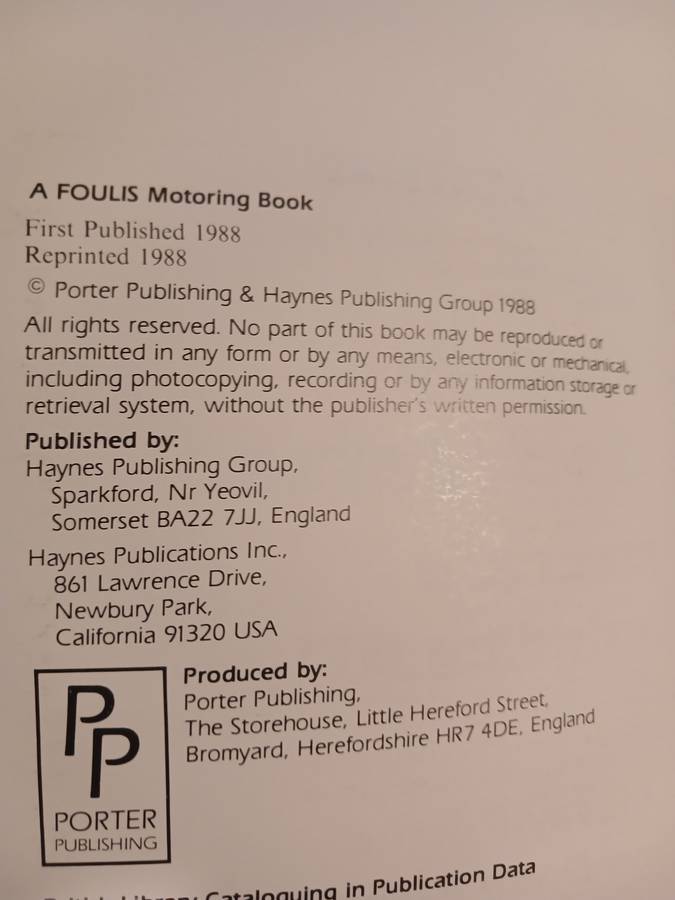 A FOULIS Motoring Book
First Published 1988
Reprinted 1988
© Porter Publishing & Haynes Publishing Group 1988
All rights reserved. No part of this book may be reproduced or
transmitted in any form or by any means, electronic or mechanical,
including photocopying, recording or by any information storage or
retrieval system, without the publisher's written permission.
Published by:
Haynes Publishing Group,
Sparkford, Nr Yeovil,
Somerset BA22 7JJ, England
Haynes Publications Inc.,
861 Lawrence Drive,
Newbury Park,
California 91320 USA
Produced by:
Porter Publishing,
The Storehouse, Little Hereford Street,
Bromyard, Herefordshire HR7 4DE, England
PP
PORTER
PUBLISHING
Library Cataloguing in Publication Data